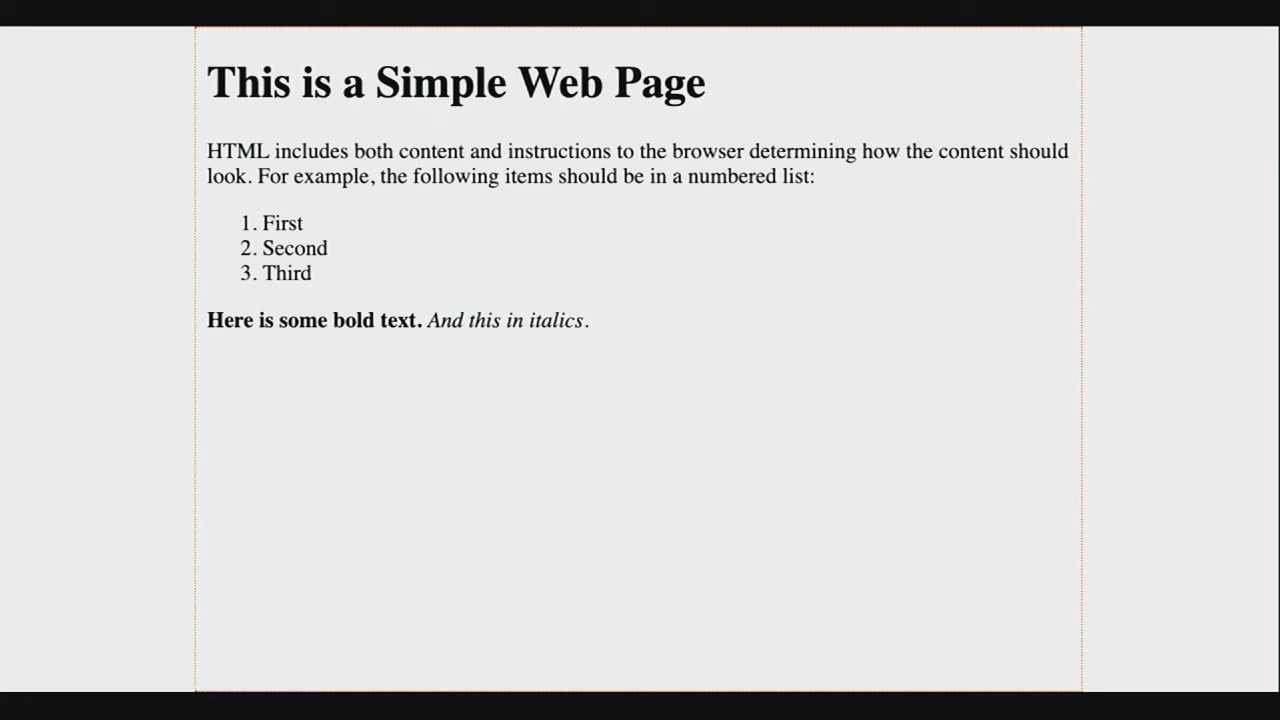 This is a Simple Web Page
HTML includes both content and instructions to the browser determining how the content should
look. For example, the following items should be in a numbered list:
1. First
2. Second
3. Third
Here is some bold text. And this in italics.